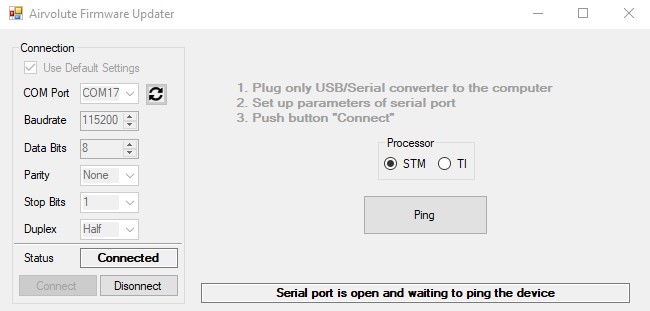 Airvolute Firmware Updater
Connection
Use Default Settings
COM Port COM17
Baudrate 115200
Data Bits 8
Parity None
Stop Bits 1
Duplex Half
Status Connected
Connect Disonnect
1. Plug only USB/Serial converter to the computer
2. Set up parameters of serial port
3. Push button "Connect"
Processor
STM TI
Ping
Serial port is open and waiting to ping the device